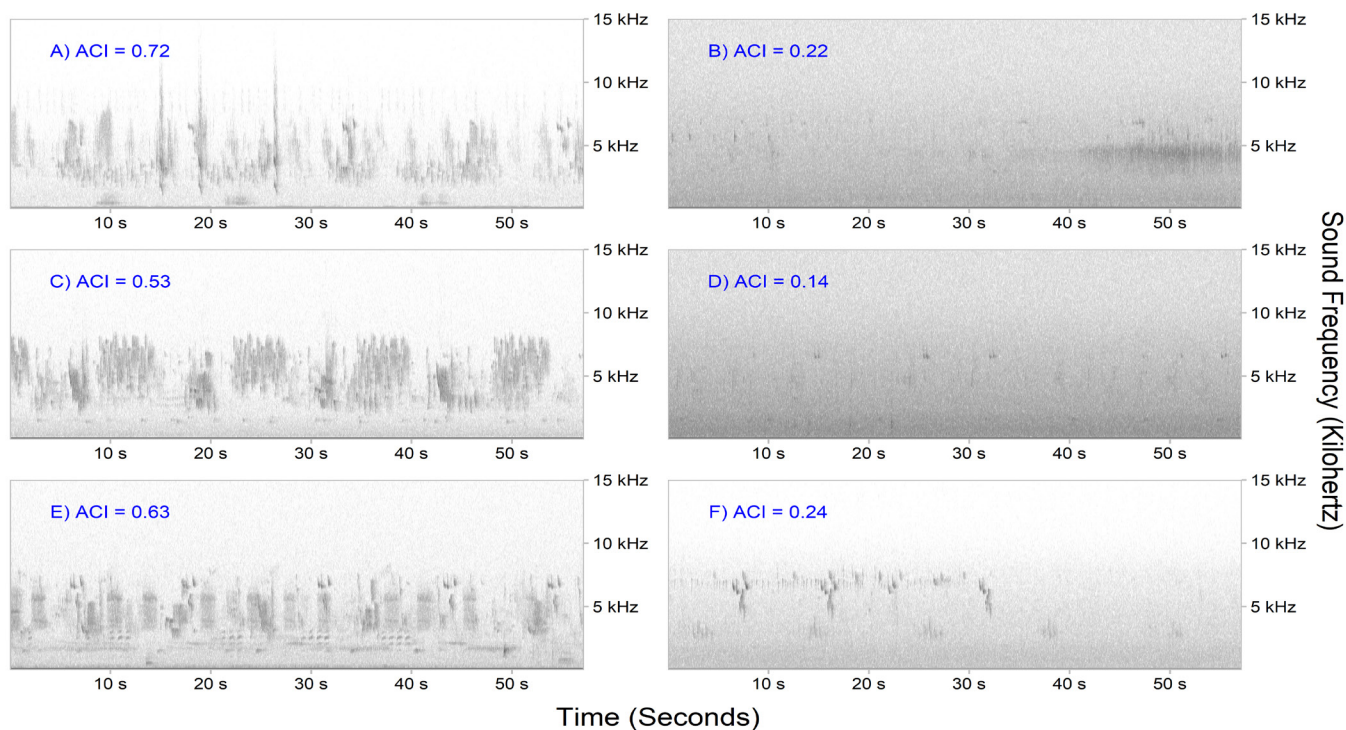 A) ACI = 0.72
15 kHz
10 kHz
5 kHz
10 s 20 s 30 s 40 s 50 s
B) ACI = 0.22
15 kHz
10 kHz
5 kHz
10 s 20 s 30 s 40 s 50 s
C) ACI = 0.53
15 kHz
10 kHz
5 kHz
10 s 20 s 30 s 40 s 50 s
D) ACI = 0.14
15 kHz
10 kHz
5 kHz
10 s 20 s 30 s 40 s 50 s
E) ACI = 0.63
15 kHz
10 kHz
5 kHz
10 s 20 s 30 s 40 s 50 s
F) ACI = 0.24
15 kHz
10 kHz
5 kHz
10 s 20 s 30 s 40 s 50 s
Time (Seconds)
Sound Frequency (Kilohertz)